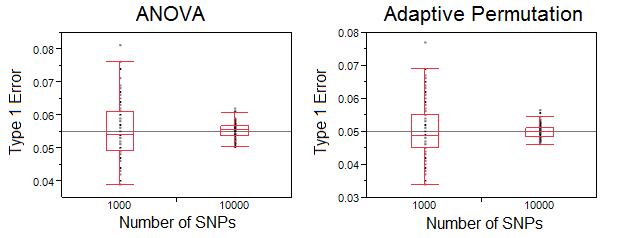 ANOVA
Type 1 Error
0.08
0.07
0.06
0.05
0.04
1000
10000
Number of SNPs
Adaptive Permutation
Type 1 Error
0.08
0.07
0.06
0.05
0.04
0.03
1000
10000
Number of SNPs